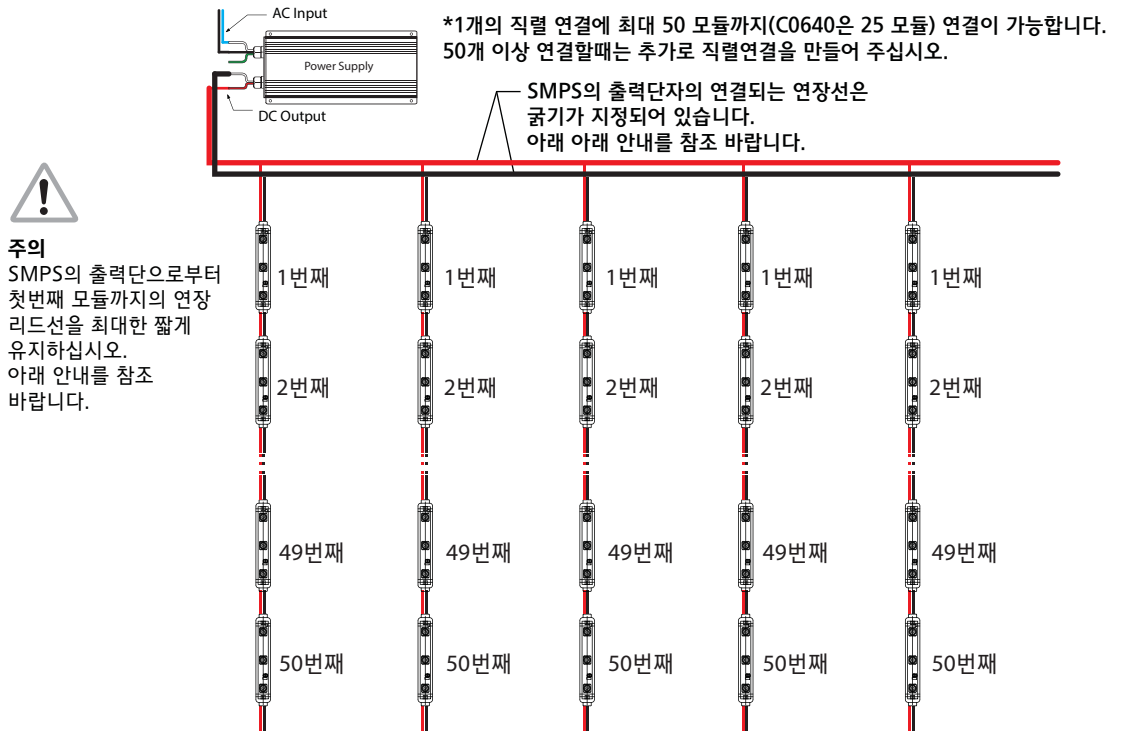 AC Input
*1개의 직렬 연결에 최대 50 모듈까지(C0640은 25 모듈) 연결이 가능합니다.
50개 이상 연결할때는 추가로 직렬연결을 만들어 주십시오.
Power Supply
DC Output
SMPS의 출력단자의 연결되는 연장선은
굵기가 지정되어 있습니다.
아래 아래 안내를 참조 바랍니다.
주의
SMPS의 출력단으로부터
첫번째 모듈까지의 연장
리드선을 최대한 짧게
유지하십시오.
아래 안내를 참조
바랍니다.
1번째 1번째 1번째 1번째 1번째
2번째 2번째 2번째 2번째 2번째
49번째 49번째 49번째 49번째 49번째
50번째 50번째 50번째 50번째 50번째